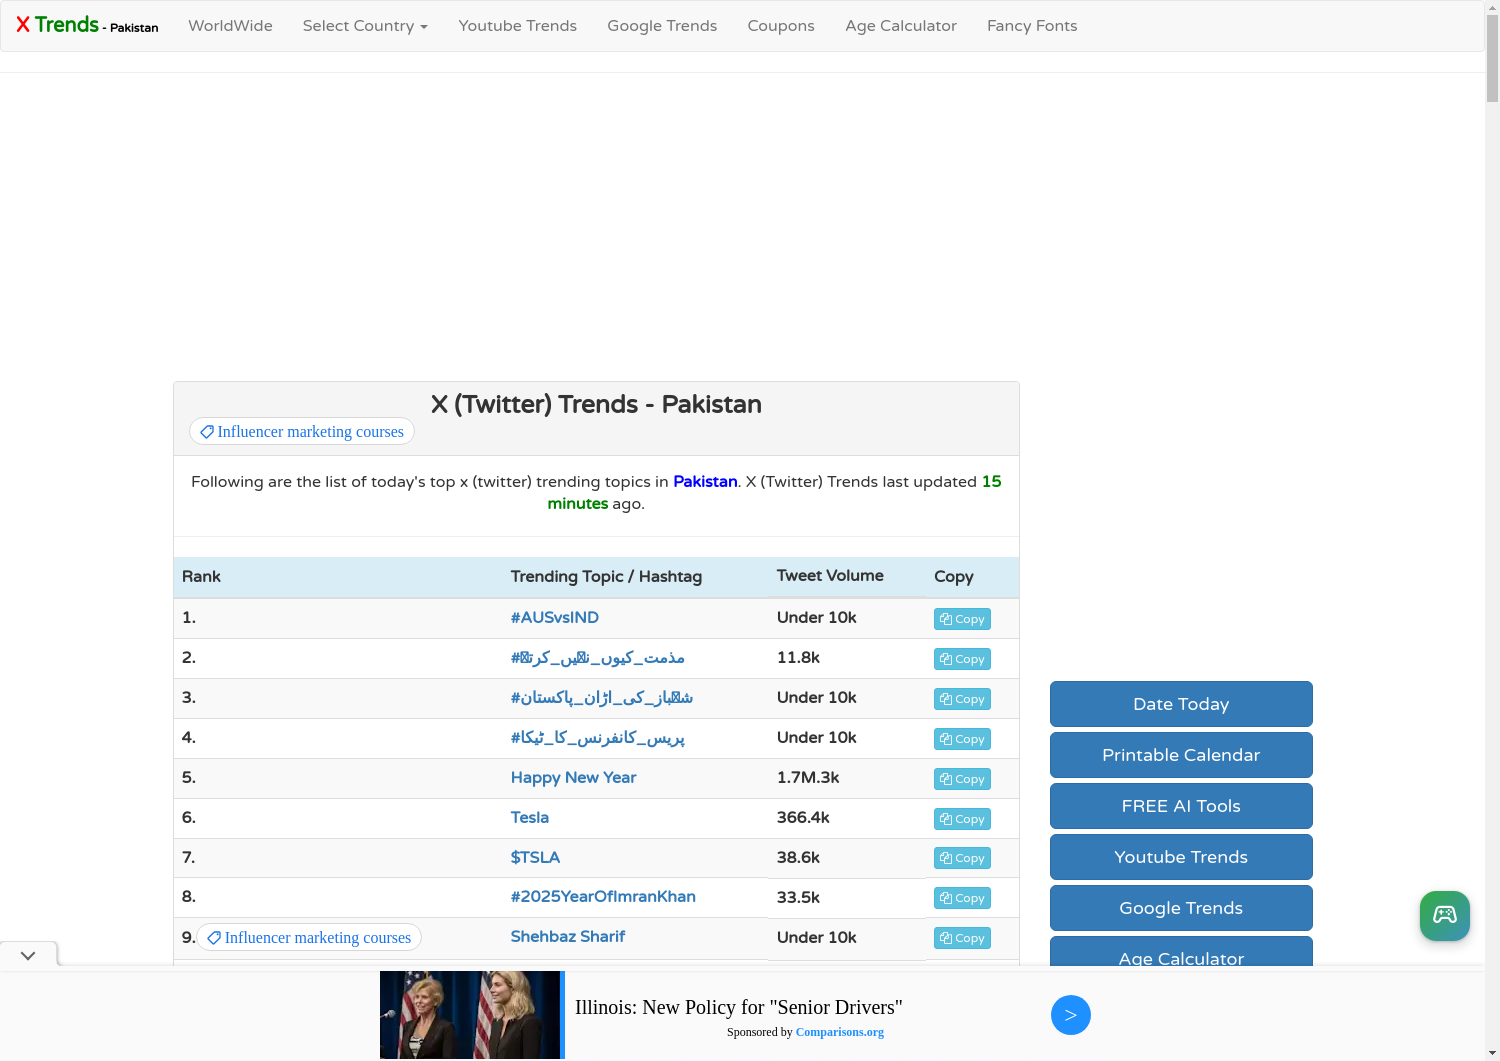 X Trends - Pakistan WorldWide Select Country Youtube Trends Google Trends Coupons Age Calculator Fancy Fonts
X (Twitter) Trends - Pakistan
Influencer marketing courses
Following are the list of today's top x (twitter) trending topics in Pakistan. X (Twitter) Trends last updated 15
minutes ago.
Rank Trending Topic / Hashtag Tweet Volume Copy
1. #AUSvsIND Under 10k Copy
2. 11.8k Copy
3. Under 10k Copy
4. #پریس_کانفرنس_کا_ٹیکا Under 10k Copy
5. Happy New Year 1.7M.3k Copy
6. Tesla 366.4k Copy
7. $TSLA 38.6k Copy
8. #2025YearOfImranKhan 33.5k Copy
9. Influencer marketing courses Shehbaz Sharif Under 10k Copy
Date Today
Printable Calendar
FREE AI Tools
Youtube Trends
Google Trends
Age Calculator
Illinois: New Policy for "Senior Drivers"
Sponsored by Comparisons.org
>